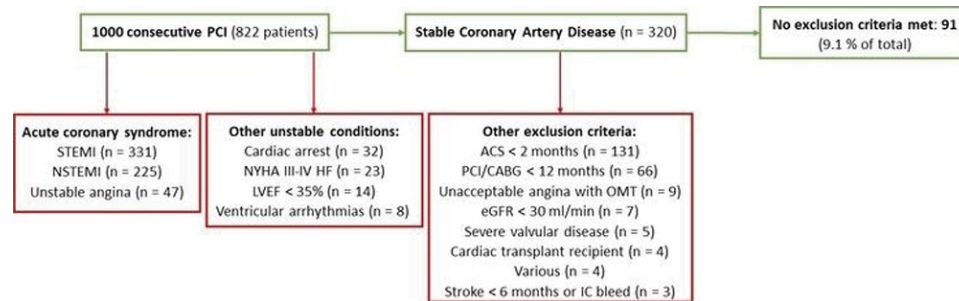 1000 consecutive PCI (822 patients)
Stable Coronary Artery Disease (n = 320)
No exclusion criteria met: 91
(9.1 % of total)
Acute coronary syndrome:
STEMI (n = 331)
NSTEMI (n = 225)
Unstable angina (n = 47)
Other unstable conditions:
Cardiac arrest (n = 32)
NYHA III-IV HF (n = 23)
LVEF < 35% (n = 14)
Ventricular arrhythmias (n = 8)
Other exclusion criteria:
ACS < 2 months (n = 131)
PCI/CABG < 12 months (n = 66)
Unacceptable angina with OMT (n = 9)
eGFR < 30 ml/min (n = 7)
Severe valvular disease (n = 5)
Cardiac transplant recipient (n = 4)
Various (n = 4)
Stroke < 6 months or IC bleed (n = 3)